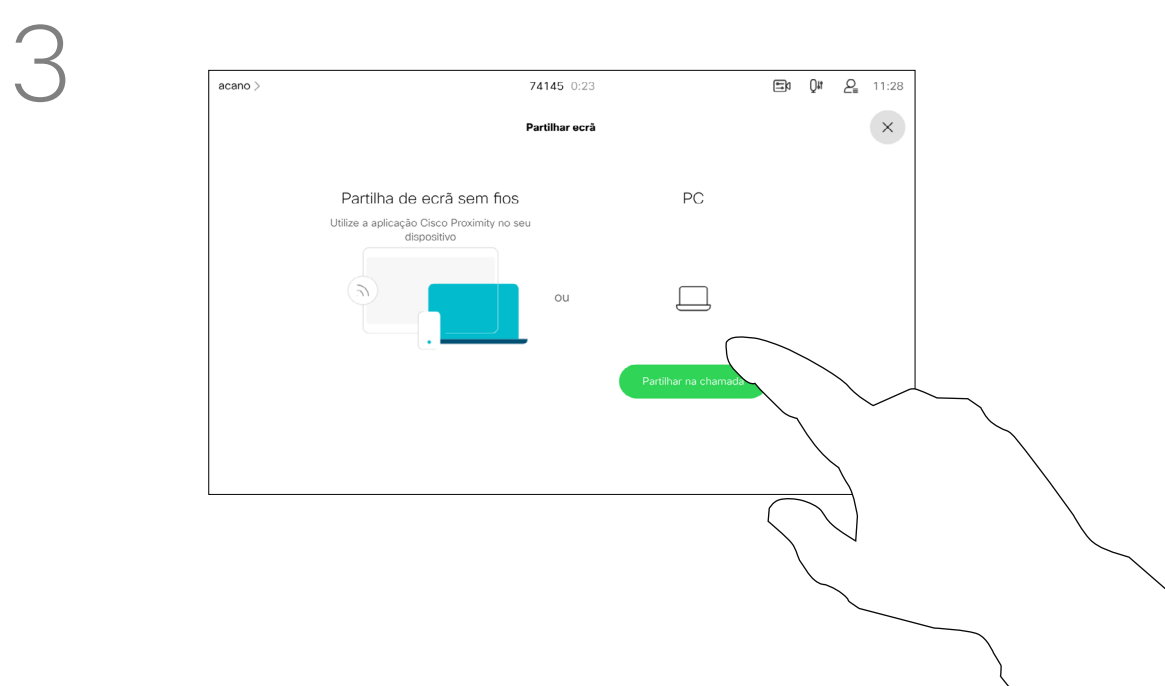 3
acano >
74145 0:23
11:28
Partilhar ecrã
Partilha de ecrã sem fios
Utilize a aplicação Cisco Proximity no seu
dispositivo
ou
PC
Partilhar na chamada